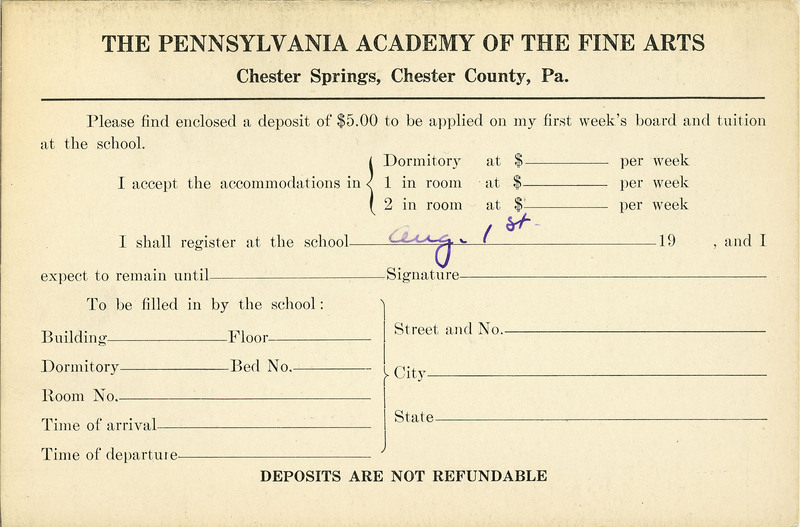 THE PENNSYLVANIA ACADEMY OF THE FINE ARTS
Chester Springs, Chester County, Pa.
Please find enclosed a deposit of $5.00 to be applied on my first week's board and tuition
at the school.
I accept the accommodations in { Dormitory at $ per week
1 in room at $ per week
2 in room at $ per week
I shall register at the school Aug. 1st 19 , and I
expect to remain until Signature
To be filled in by the school:
Building Floor
Dormitory Bed No.
Room No.
Time of arrival
Time of departure
Street and No.
City
State
DEPOSITS ARE NOT REFUNDABLE